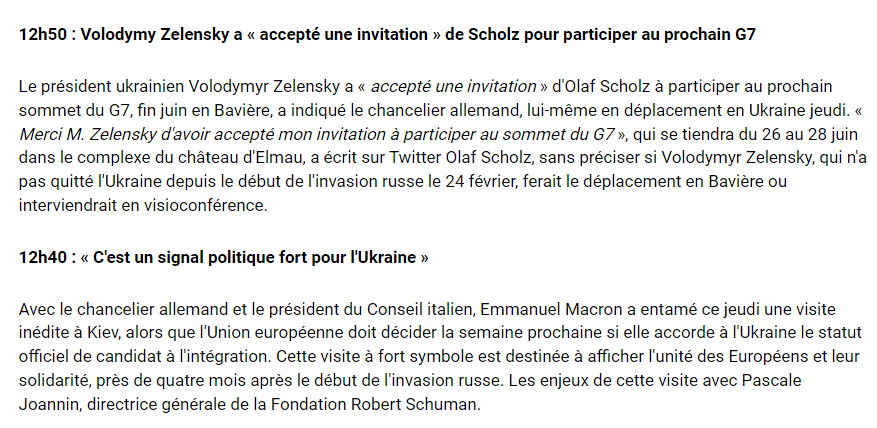 12h50 : Volodymy Zelensky a « accepté une invitation » de Scholz pour participer au prochain G7
Le président ukrainien Volodymyr Zelensky a « accepté une invitation » d'Olaf Scholz à participer au prochain
sommet du G7, fin juin en Bavière, a indiqué le chancelier allemand, lui-même en déplacement en Ukraine jeudi. «
Merci M. Zelensky d'avoir accepté mon invitation à participer au sommet du G7 », qui se tiendra du 26 au 28 juin
dans le complexe du château d'Elmau, a écrit sur Twitter Olaf Scholz, sans préciser si Volodymyr Zelensky, qui n'a
pas quitté l'Ukraine depuis le début de l'invasion russe le 24 février, ferait le déplacement en Bavière ou
interviendrait en visioconférence.
12h40 : « C'est un signal politique fort pour l'Ukraine »
Avec le chancelier allemand et le président du Conseil italien, Emmanuel Macron a entamé ce jeudi une visite
inédite à Kiev, alors que l'Union européenne doit décider la semaine prochaine si elle accorde à l'Ukraine le statut
officiel de candidat à l'intégration. Cette visite à fort symbole est destinée à afficher l'unité des Européens et leur
solidarité, près de quatre mois après le début de l'invasion russe. Les enjeux de cette visite avec Pascale
Joannin, directrice générale de la Fondation Robert Schuman.